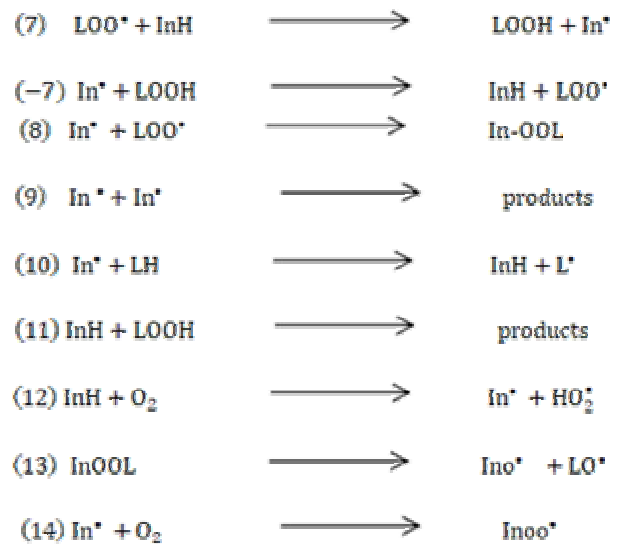 (7) LOO• + InH ⟶ LOOH + In•
(−7) In• + LOOH ⟶ InH + LOO•
(8) In• + LOO• ⟶ In-OOL
(9) In • + In• ⟶ products
(10) In• + LH ⟶ InH + L•
(11) InH + LOOH ⟶ products
(12) InH + O₂ ⟶ In• + HO₂•
(13) InOOL ⟶ Ino• + LO•
(14) In• + O₂ ⟶ Inoo•